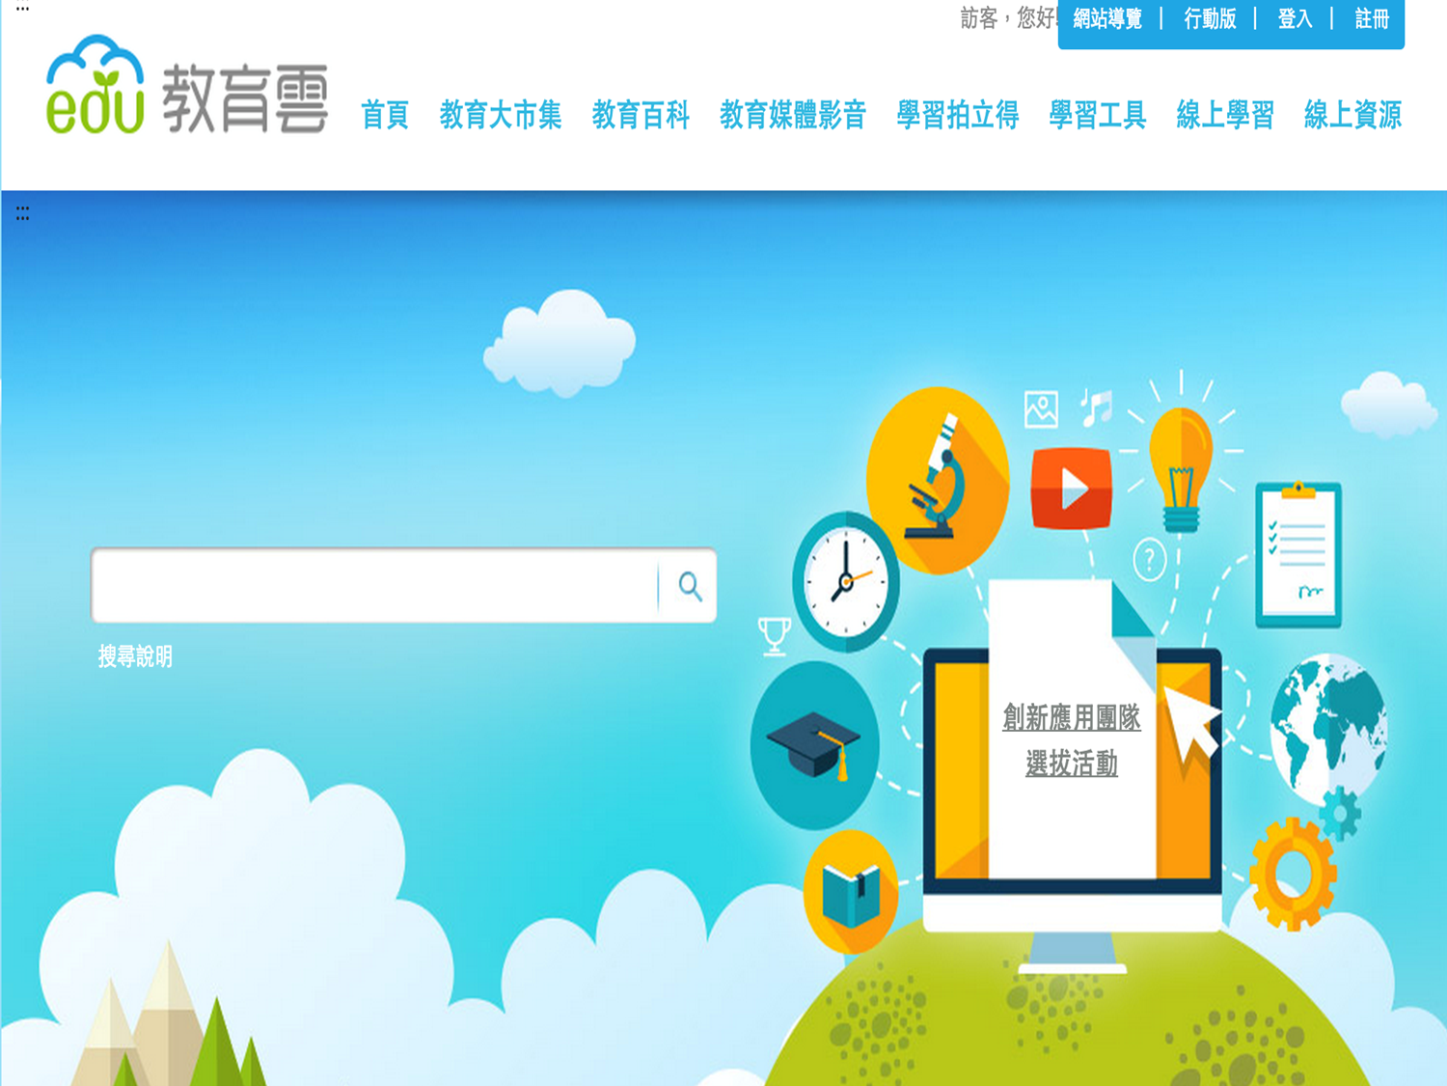 :::
訪客，您好!
網站導覽 | 行動版 | 登入 | 註冊
edu 教育雲
首頁 教育大市集 教育百科 教育媒體影音 學習拍立得 學習工具 線上學習 線上資源
:::
?
搜尋說明
創新應用團隊
選拔活動